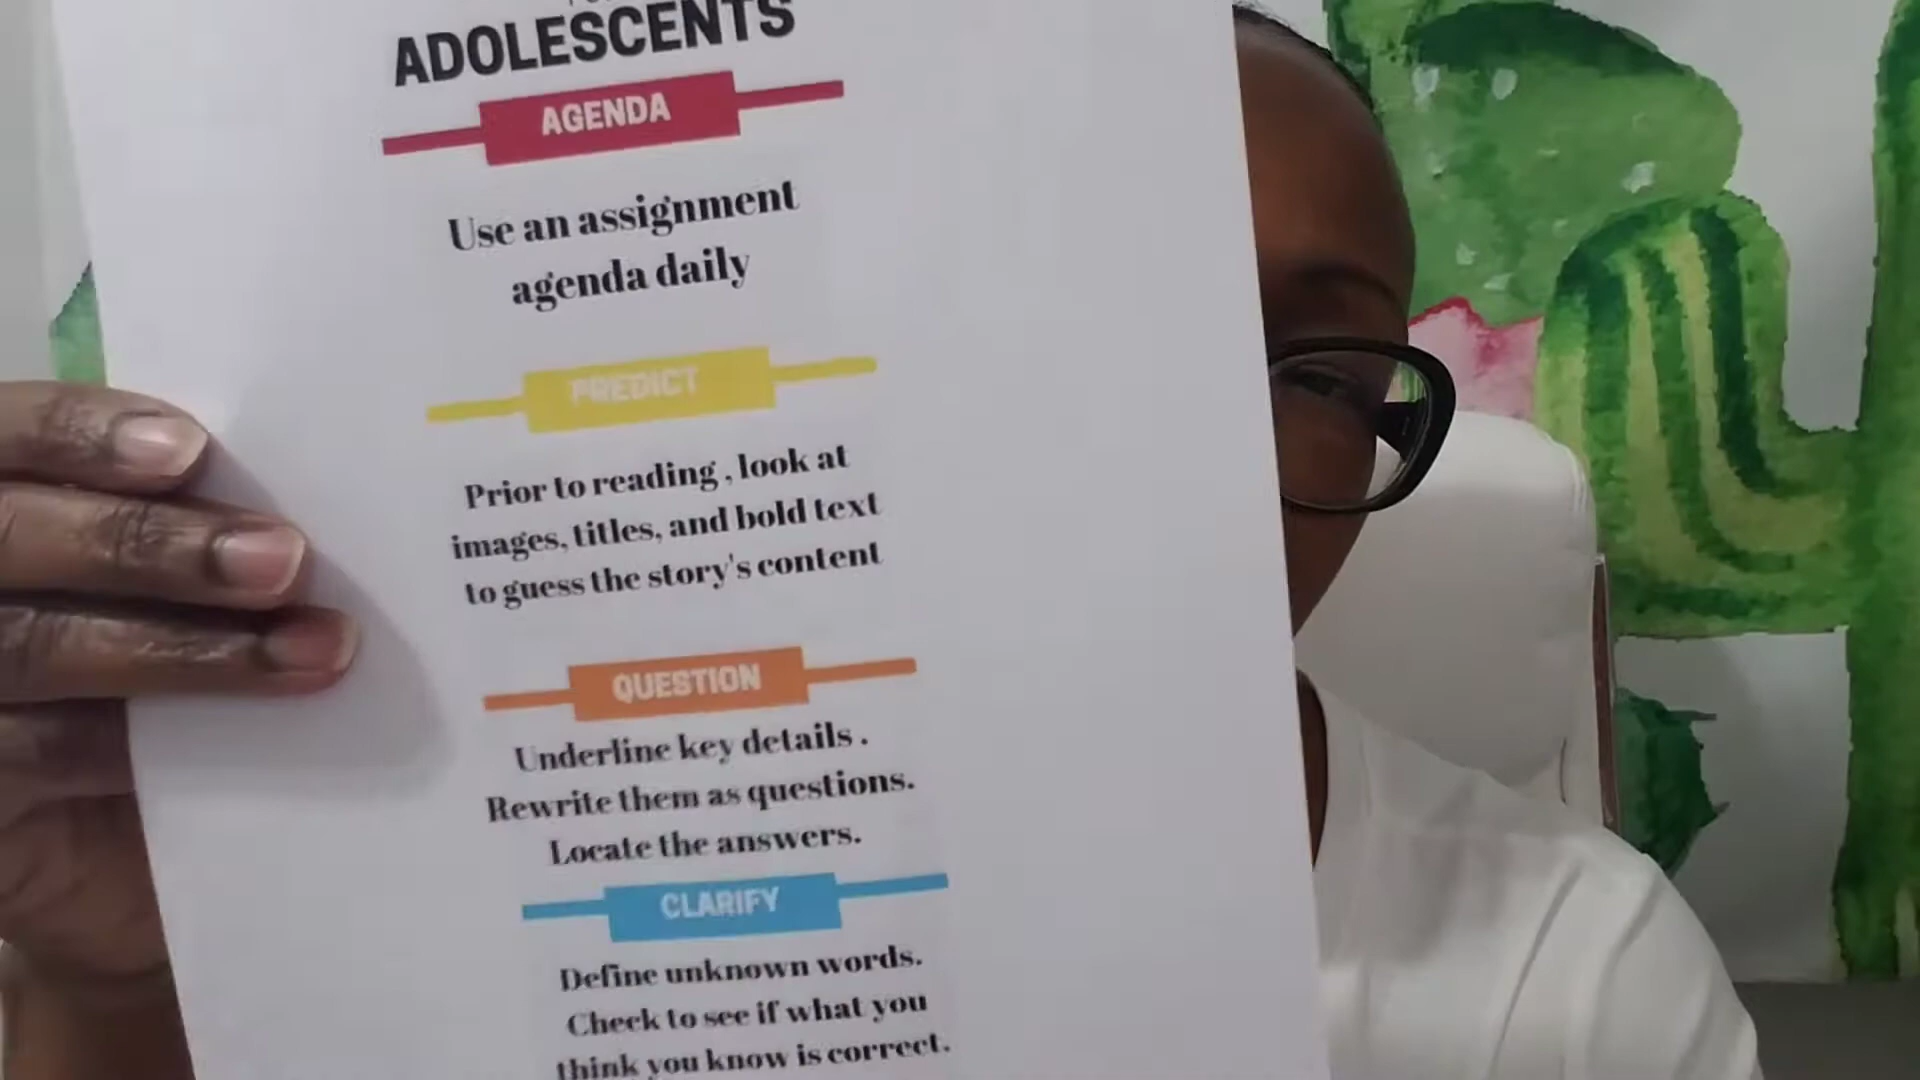 ADOLESCENTS
AGENDA
Use an assignment
agenda daily
PREDICT
Prior to reading , look at
images, titles, and bold text
to guess the story's content
QUESTION
Underline key details .
Rewrite them as questions.
Locate the answers.
CLARIFY
Define unknown words.
Check to see if what you
think you know is correct.